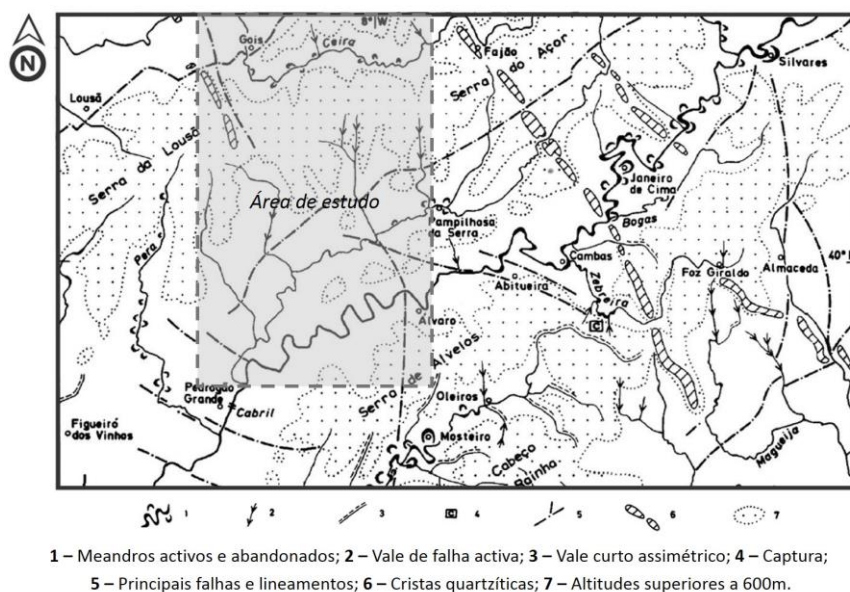 N
8° W
Gois
Ceira
Fajão
Serra do Açor
Silvares
Lousã
Serra da Lousã
Área de estudo
Janeiro
de Cima
Pera
Pampilhosa
da Serra
Bogas
Cambas
Abitueira
Zebreira
Foz Giraldo
Almaceda
40°
C
Alvaro
Serra de Alvelos
Pedrogão
Grande
Cabril
Oleiros
Figueiró
dos Vinhos
Mosteiro
Cabeço
Rainha
Magueija
1 2 3 C 4 5 6 7
1 – Meandros activos e abandonados; 2 – Vale de falha activa; 3 – Vale curto assimétrico; 4 – Captura;
5 – Principais falhas e lineamentos; 6 – Cristas quartzíticas; 7 – Altitudes superiores a 600m.